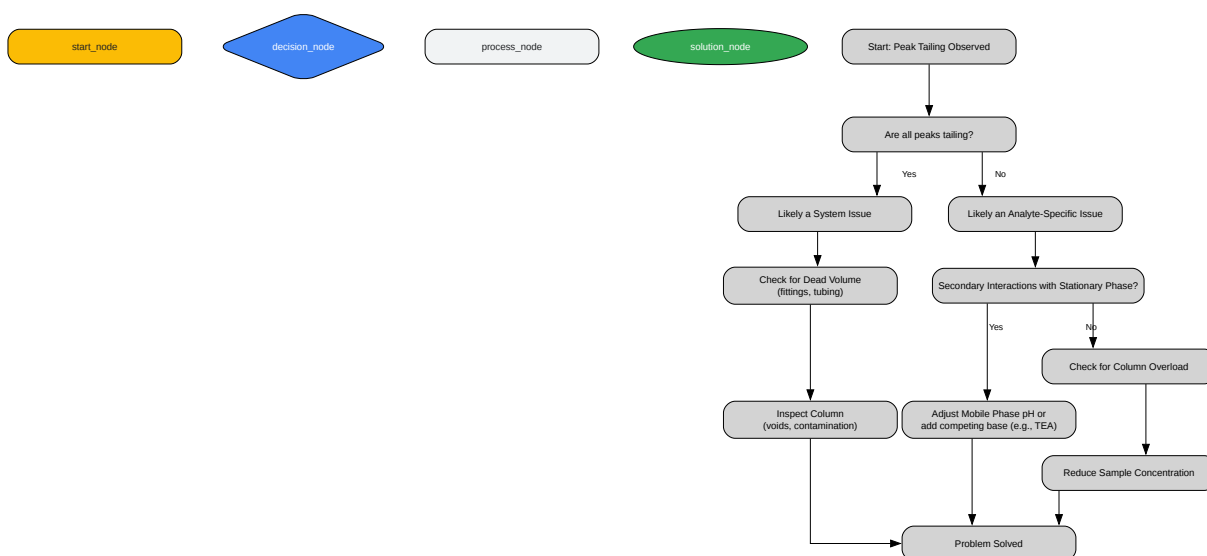 start_node
decision_node
process_node
solution_node
Start: Peak Tailing Observed
Are all peaks tailing?
Yes
No
Likely a System Issue
Likely an Analyte-Specific Issue
Check for Dead Volume
(fittings, tubing)
Secondary Interactions with Stationary Phase?
Yes
No
Check for Column Overload
Inspect Column
(voids, contamination)
Adjust Mobile Phase pH or
add competing base (e.g., TEA)
Reduce Sample Concentration
Problem Solved